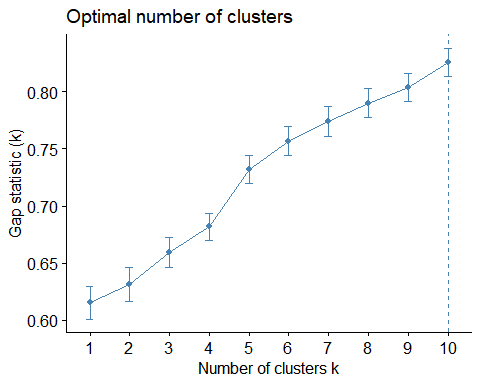 Optimal number of clusters
Gap statistic (k)
0.80
0.75
0.70
0.65
0.60
1 2 3 4 5 6 7 8 9 10
Number of clusters k